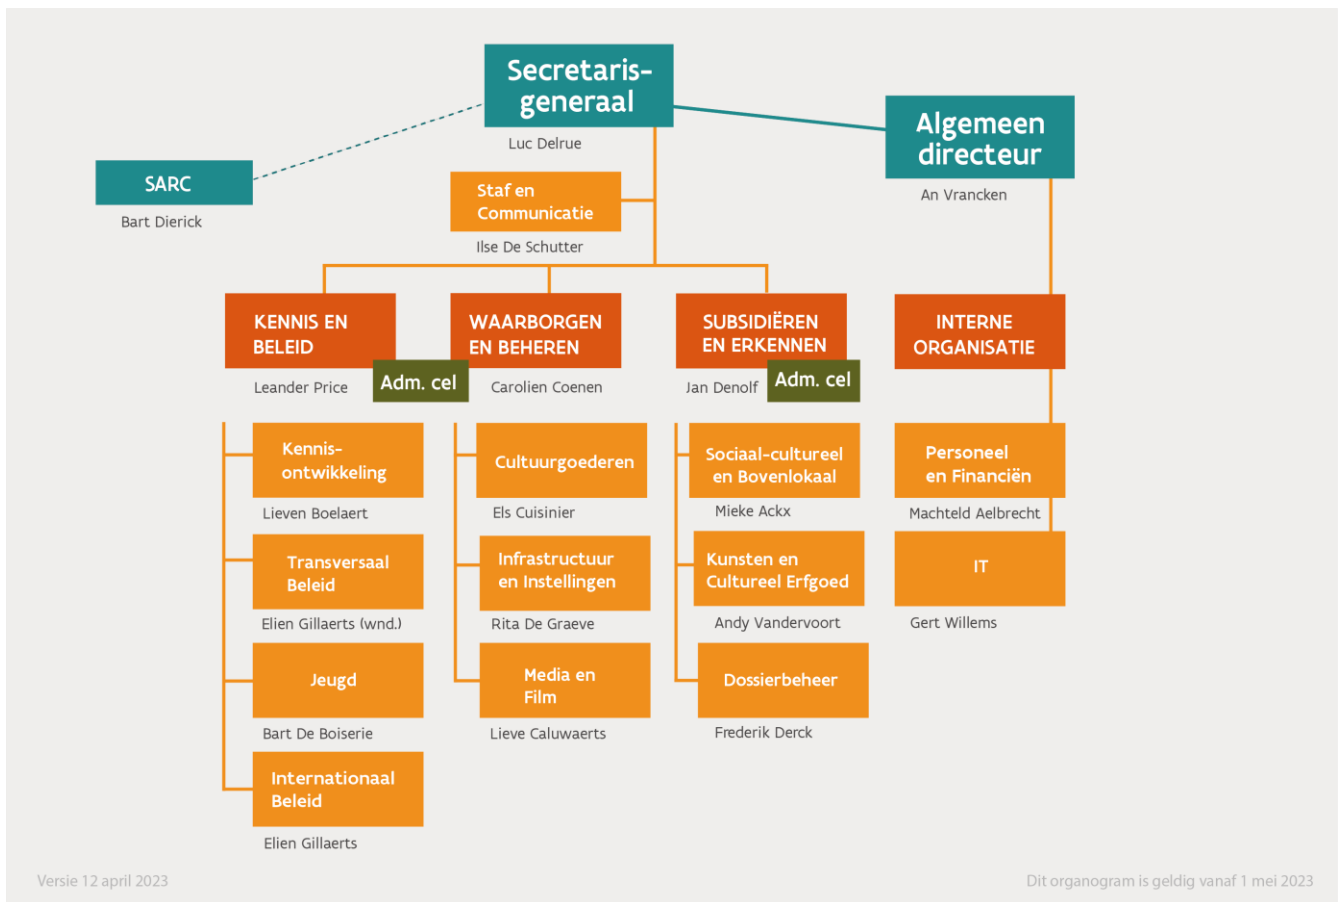 Secretaris-
generaal
Luc Delrue
Algemeen
directeur
An Vrancken
SARC
Bart Dierick
Staf en
Communicatie
Ilse De Schutter
KENNIS EN
BELEID
Leander Price
Adm. cel
WAARBORGEN
EN BEHEREN
Carolien Coenen
SUBSIDIËREN
EN ERKENNEN
Jan Denolf
Adm. cel
INTERNE
ORGANISATIE
Kennis-
ontwikkeling
Lieven Boelaert
Transversaal
Beleid
Elien Gillaerts (wnd.)
Jeugd
Bart De Boiserie
Internationaal
Beleid
Elien Gillaerts
Cultuurgoederen
Els Cuisinier
Infrastructuur
en Instellingen
Rita De Graeve
Media en
Film
Lieve Caluwaerts
Sociaal-cultureel
en Bovenlokaal
Mieke Ackx
Kunsten en
Cultureel Erfgoed
Andy Vandervoort
Dossierbeheer
Frederik Derck
Personeel
en Financiën
Machteld Aelbrecht
IT
Gert Willems
Versie 12 april 2023
Dit organogram is geldig vanaf 1 mei 2023